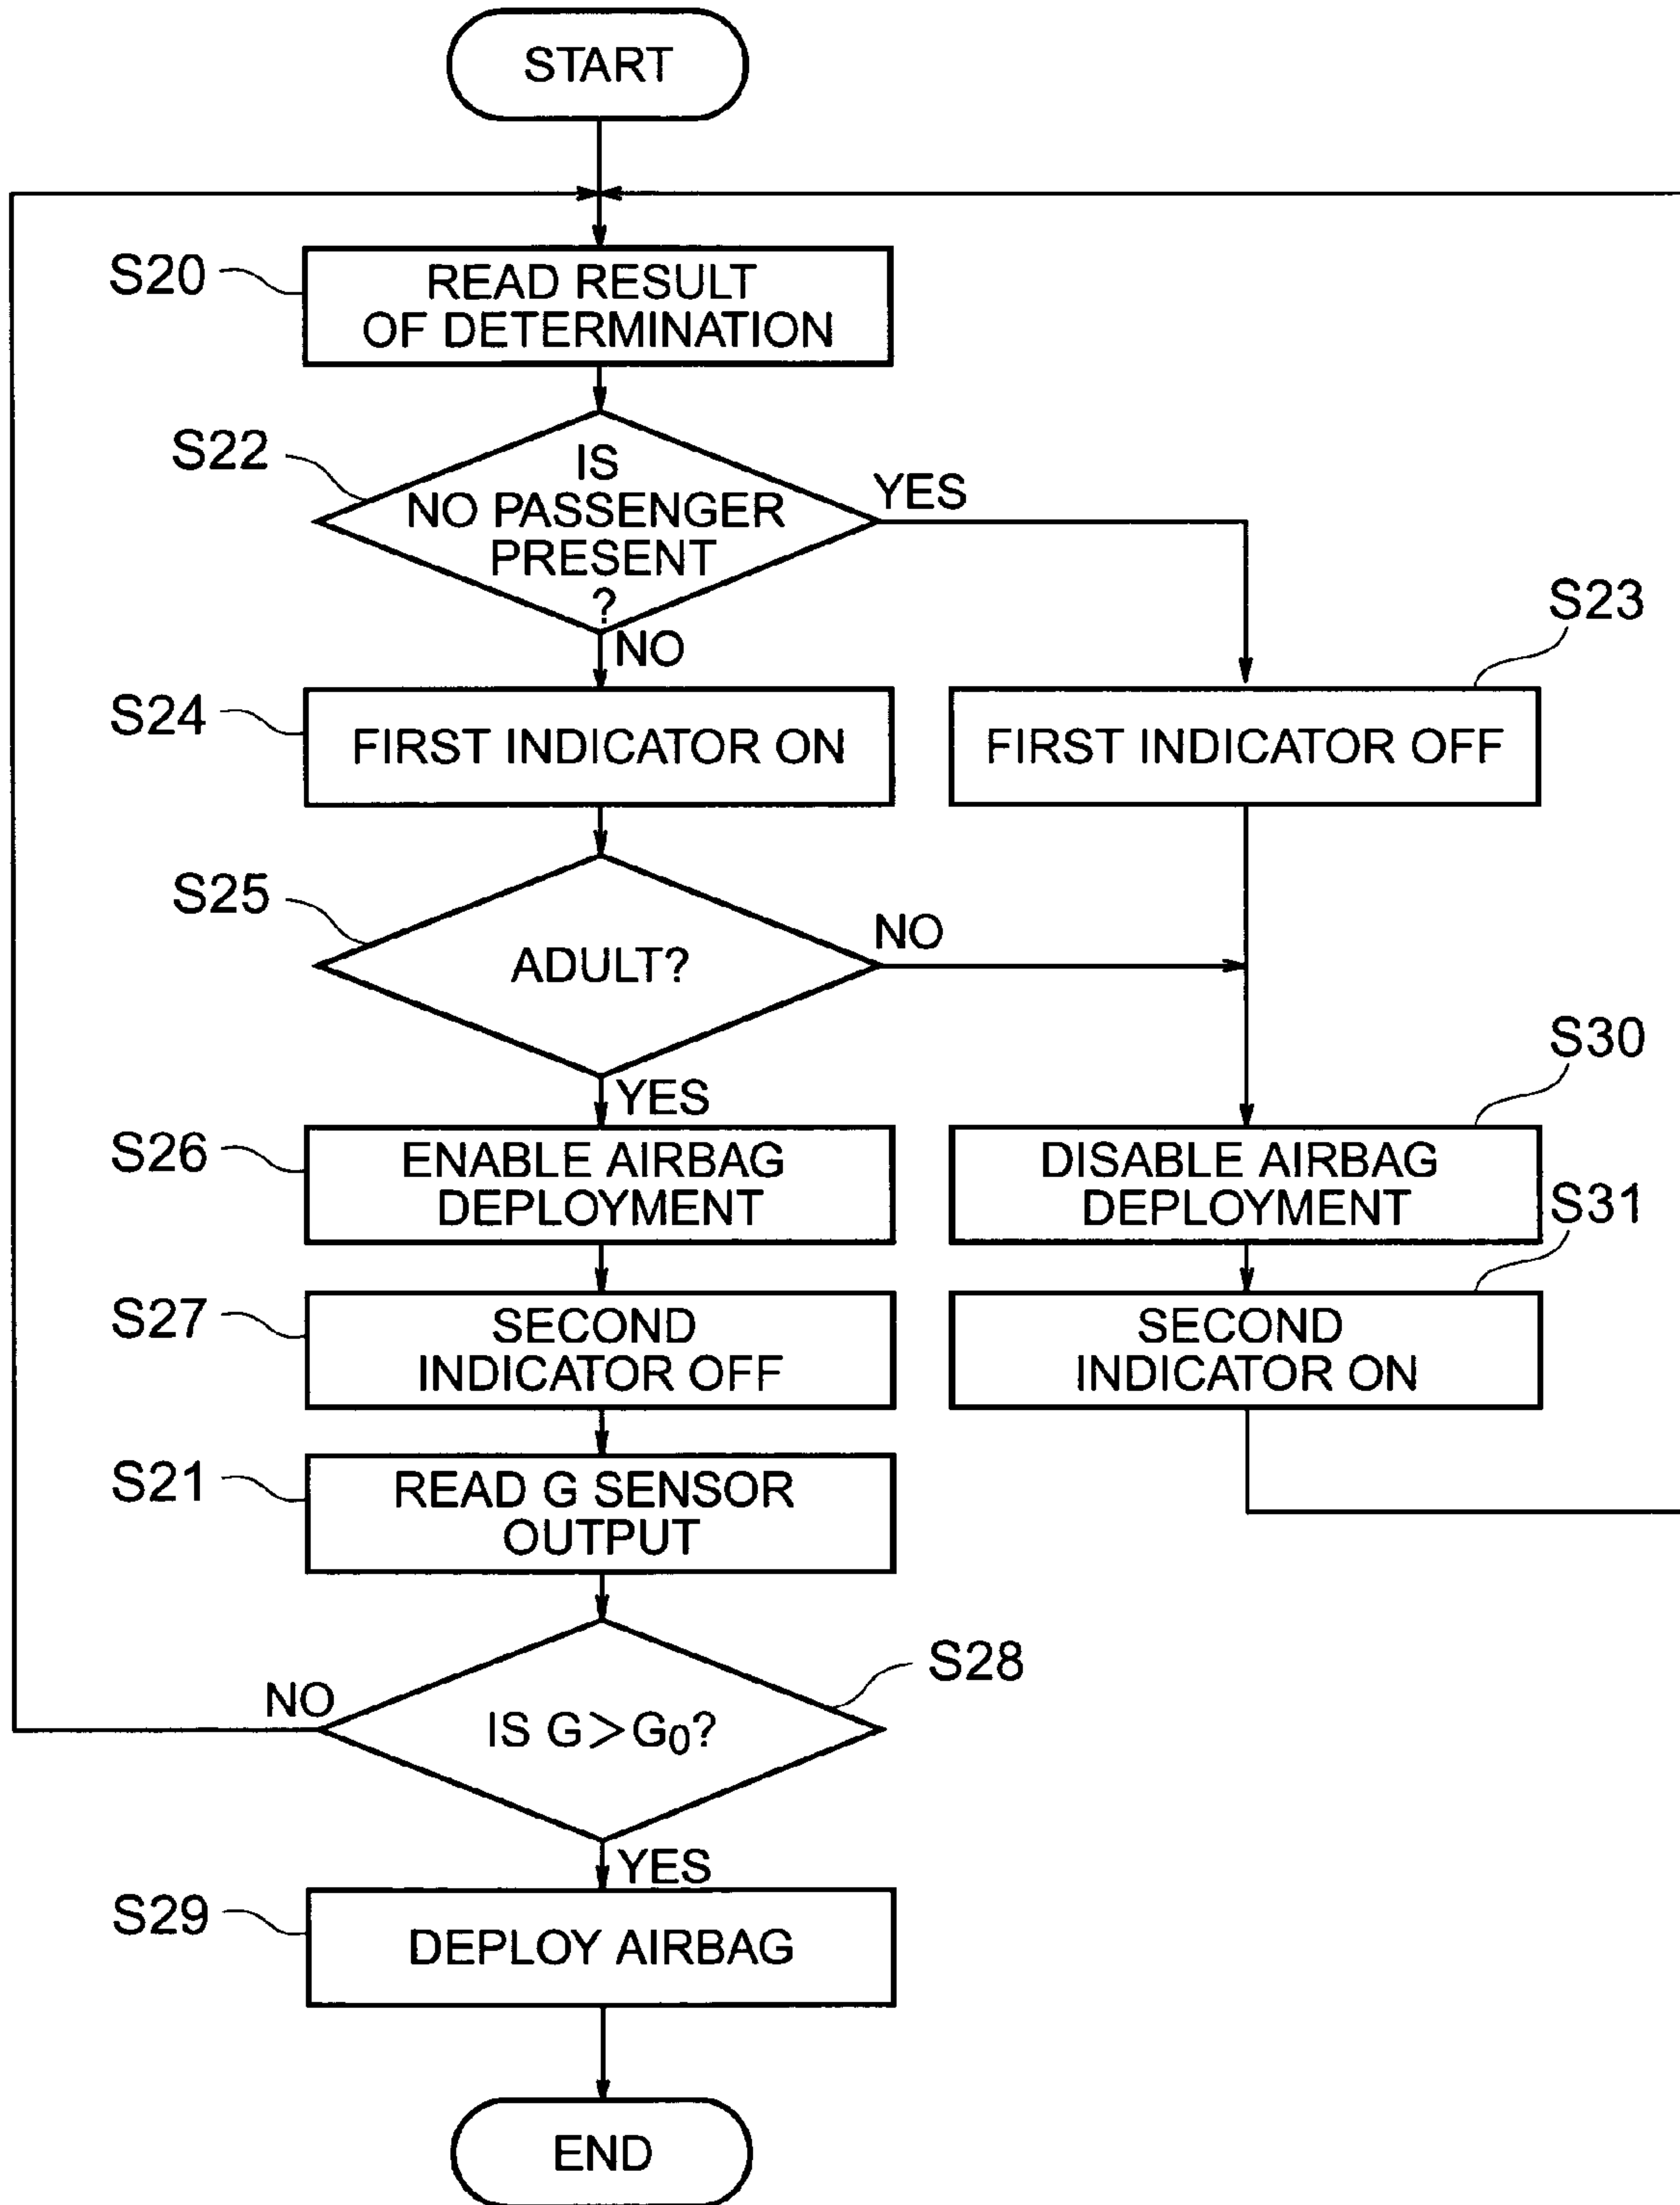 START
S20
READ RESULT
OF DETERMINATION
S22
IS
NO PASSENGER
PRESENT
?
YES
NO
S23
S24
FIRST INDICATOR ON
FIRST INDICATOR OFF
S25
ADULT?
NO
YES
S30
S26
ENABLE AIRBAG
DEPLOYMENT
DISABLE AIRBAG
DEPLOYMENT
S31
S27
SECOND
INDICATOR OFF
SECOND
INDICATOR ON
S21
READ G SENSOR
OUTPUT
S28
NO
IS G>G₀?
YES
S29
DEPLOY AIRBAG
END